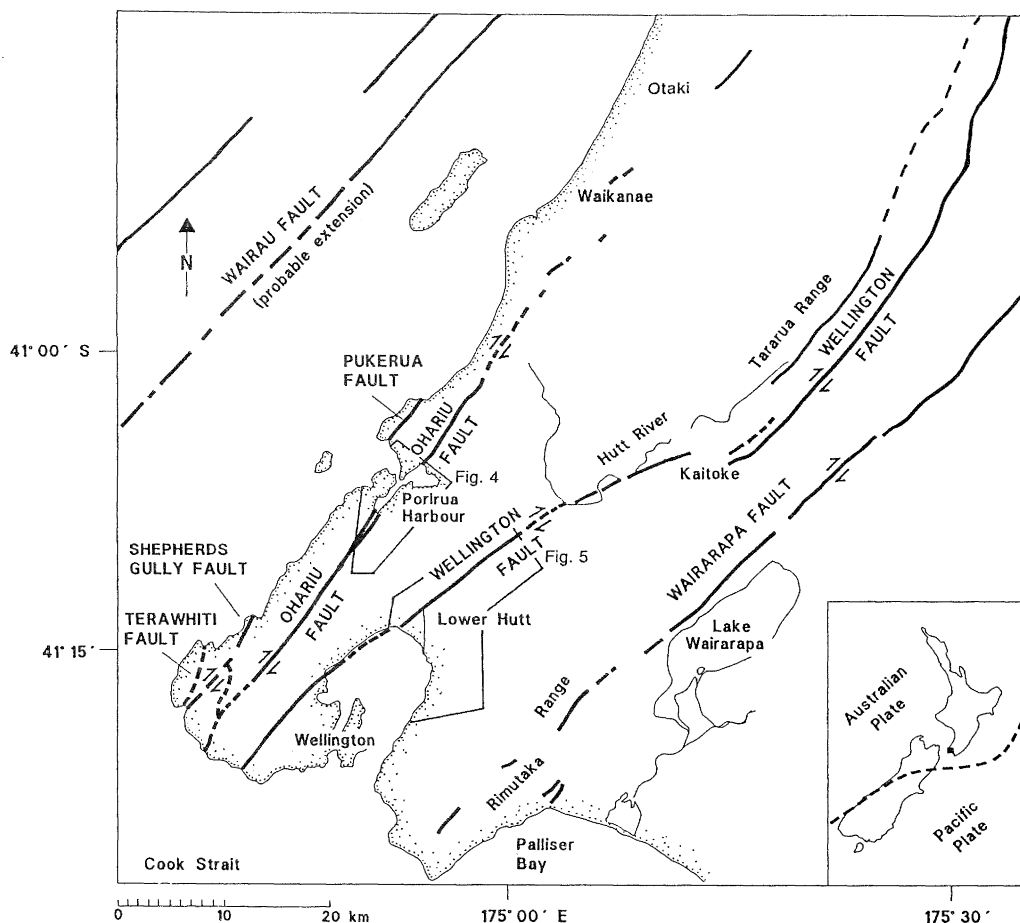 Otaki
Waikanae
WAIRAU FAULT
(probable extension)
N
41°00´ S
PUKERUA
FAULT
OHARIU
FAULT
Tararua Range
WELLINGTON
FAULT
Hutt River
Kaitoke
Fig. 4
Porirua
Harbour
WELLINGTON
FAULT
Fig. 5
WAIRARAPA FAULT
SHEPHERDS
GULLY FAULT
OHARIU
FAULT
TERAWHITI
FAULT
Lower Hutt
Lake
Wairarapa
41°15´
Wellington
Rimutaka Range
Australian
Plate
Pacific
Plate
Palliser
Bay
Cook Strait
0 10 20 km
175°00´ E
175°30´